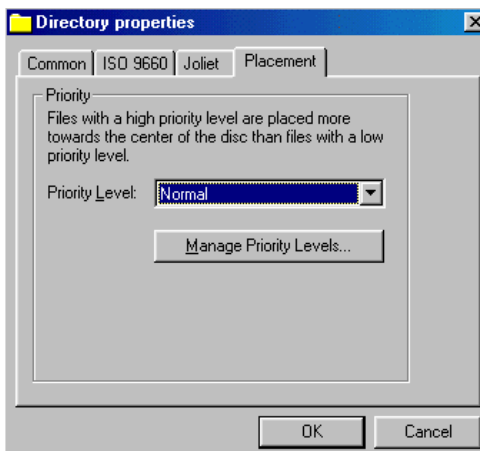 Directory properties
Common ISO 9660 Joliet Placement
Priority
Files with a high priority level are placed more
towards the center of the disc than files with a low
priority level.
Priority Level: Normal
Manage Priority Levels...
OK Cancel